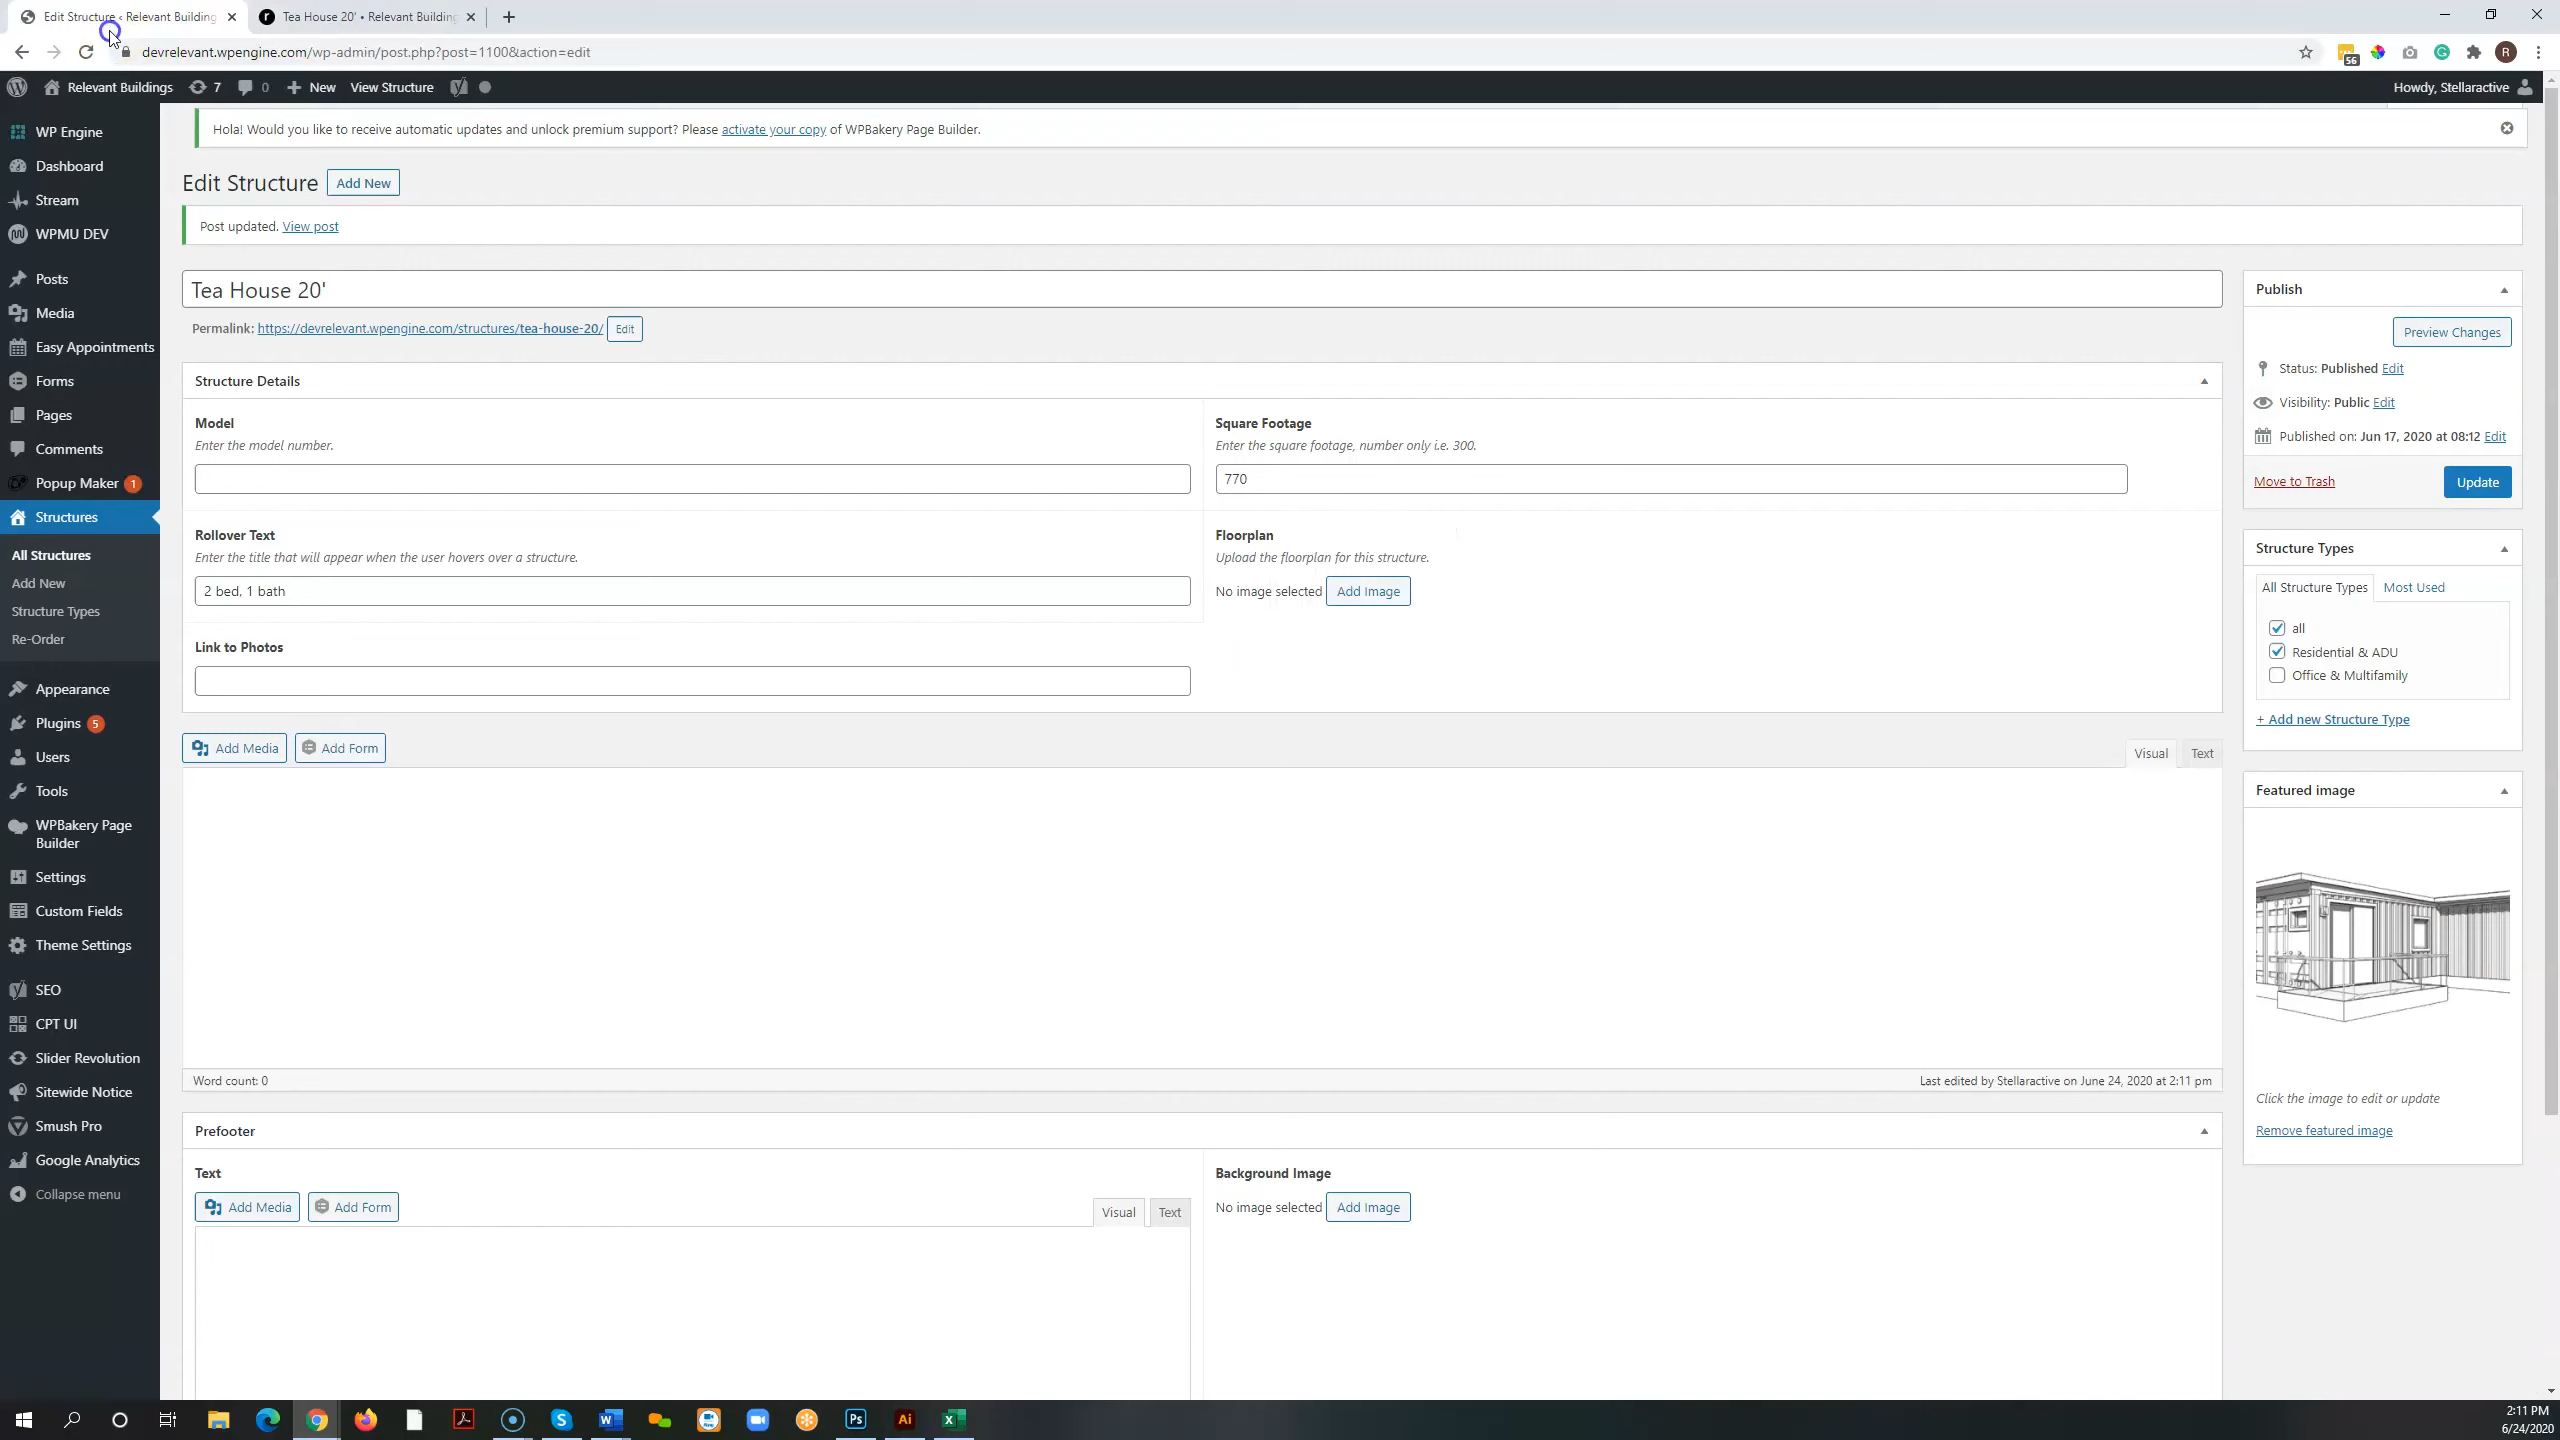 Edit Structure ‹ Relevant Building
Tea House 20' • Relevant Building
devrelevant.wpengine.com/wp-admin/post.php?post=1100&action=edit
56
R
Relevant Buildings
7
0
New
View Structure
Howdy, Stellaractive
WP Engine
Dashboard
Stream
WPMU DEV
Posts
Media
Easy Appointments
Forms
Pages
Comments
Popup Maker 1
Structures
All Structures
Add New
Structure Types
Re-Order
Appearance
Plugins 5
Users
Tools
WPBakery Page
Builder
Settings
Custom Fields
Theme Settings
SEO
CPT UI
Slider Revolution
Sitewide Notice
Smush Pro
Google Analytics
Collapse menu
Hola! Would you like to receive automatic updates and unlock premium support? Please activate your copy of WPBakery Page Builder.
Edit Structure
Add New
Post updated. View post
Tea House 20'
Permalink: https://devrelevant.wpengine.com/structures/tea-house-20/ Edit
Structure Details
Model
Enter the model number.
Square Footage
Enter the square footage, number only i.e. 300.
770
Rollover Text
Enter the title that will appear when the user hovers over a structure.
2 bed, 1 bath
Floorplan
Upload the floorplan for this structure.
No image selected Add Image
Link to Photos
Add Media
Add Form
Visual
Text
Word count: 0
Last edited by Stellaractive on June 24, 2020 at 2:11 pm
Prefooter
Text
Add Media
Add Form
Visual
Text
Background Image
No image selected Add Image
Publish
Preview Changes
Status: Published Edit
Visibility: Public Edit
Published on: Jun 17, 2020 at 08:12 Edit
Move to Trash
Update
Structure Types
All Structure Types
Most Used
all
Residential & ADU
Office & Multifamily
+ Add new Structure Type
Featured image
Click the image to edit or update
Remove featured image
Ps
Ai
2:11 PM
6/24/2020